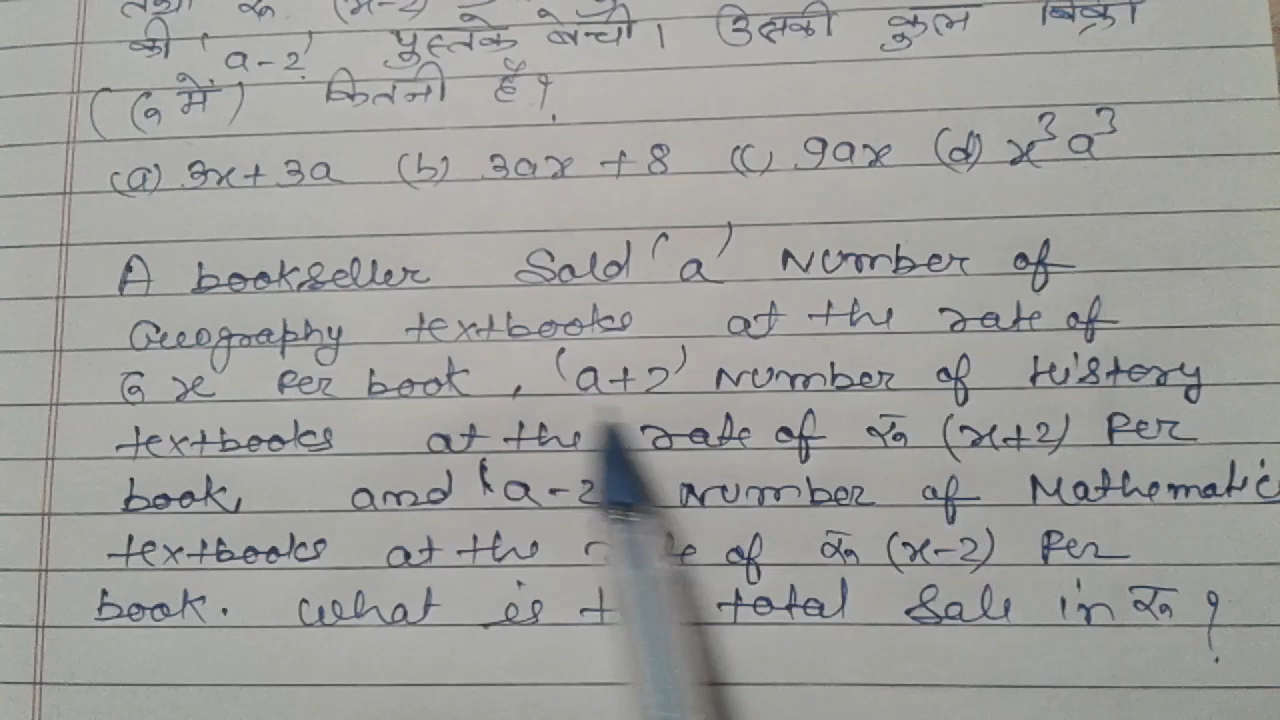 तथा रू (x-2)
की 'a-2' पुस्तकें बेची। उसकी कुल बिक्री
(रू में) कितनी है?
(a) 3x+3a (b) 3ax+8 (c) 9ax (d) x³a³
A bookseller Sold 'a' Number of
Geography textbooks at the rate of
रू x Per book, 'a+2' Number of History
textbooks at the rate of रू (x+2) Per
book, and 'a-2 number of Mathematic
textbooks at the of रू (x-2) Per
book. What is total Sale in रू?